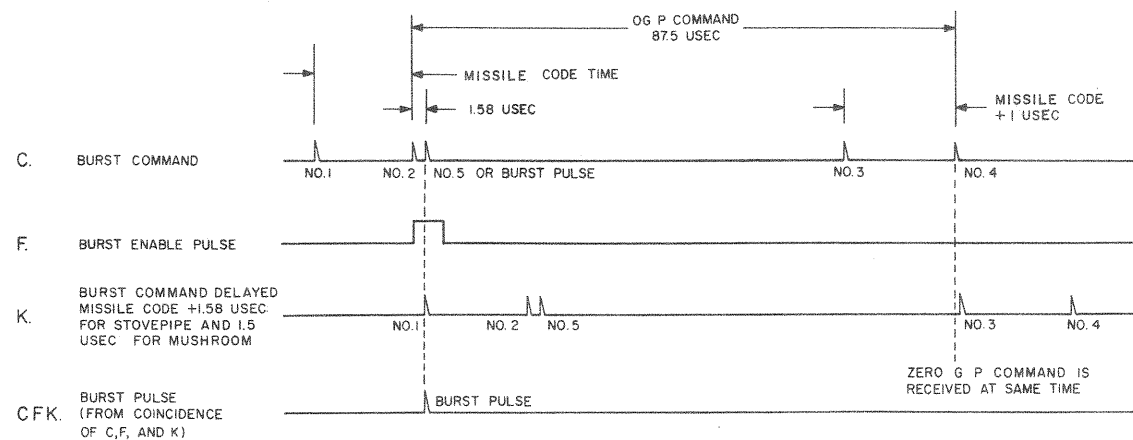 OG P COMMAND
87.5 USEC
MISSILE CODE TIME
1.58 USEC
MISSILE CODE
+1 USEC
C. BURST COMMAND
NO.1 NO.2 NO.5 OR BURST PULSE NO.3 NO.4
F. BURST ENABLE PULSE
K. BURST COMMAND DELAYED
MISSILE CODE +1.58 USEC
FOR STOVEPIPE AND 1.5
USEC FOR MUSHROOM
NO.1 NO.2 NO.5 NO.3 NO.4
ZERO G P COMMAND IS
RECEIVED AT SAME TIME
CFK. BURST PULSE
(FROM COINCIDENCE
OF C,F, AND K)
BURST PULSE